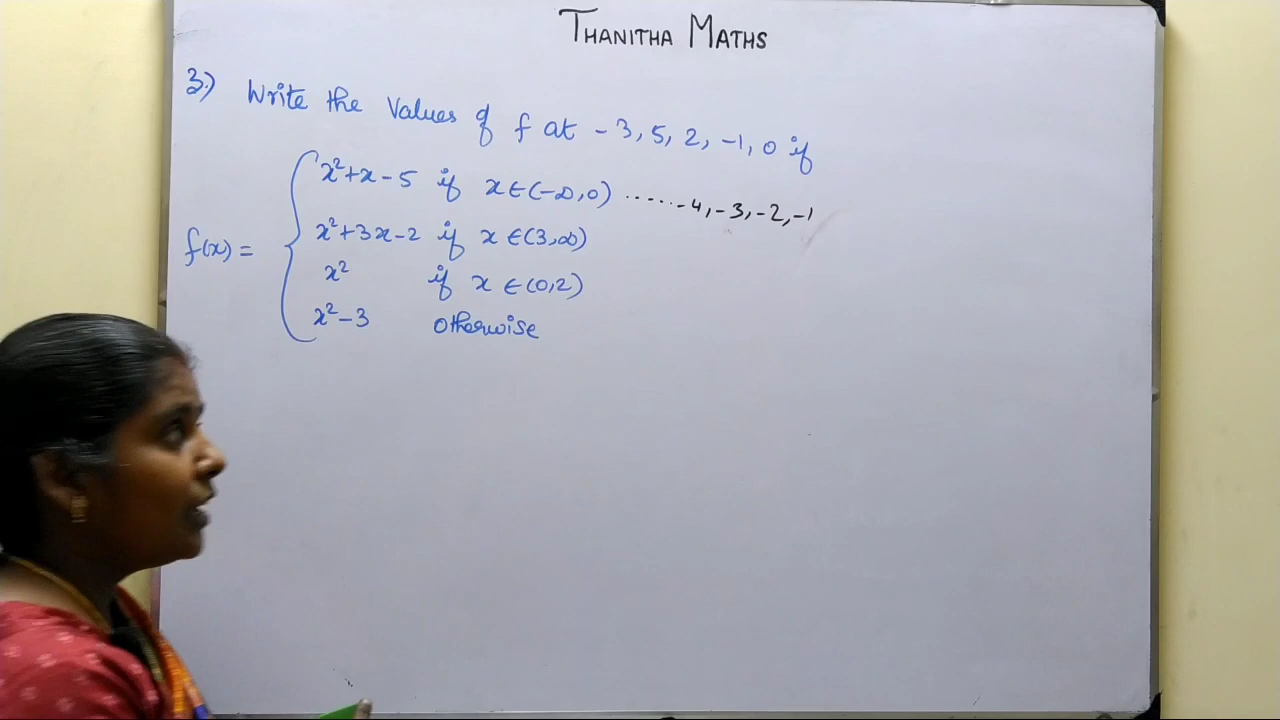 THANITHA MATHS
3.) Write the Values of f at -3, 5, 2, -1, 0 if
f(x) =
x²+x-5 if x∈(-∞,0) ......-4,-3,-2,-1
x²+3x-2 if x∈(3,∞)
x² if x∈(0,2)
x²-3 otherwise